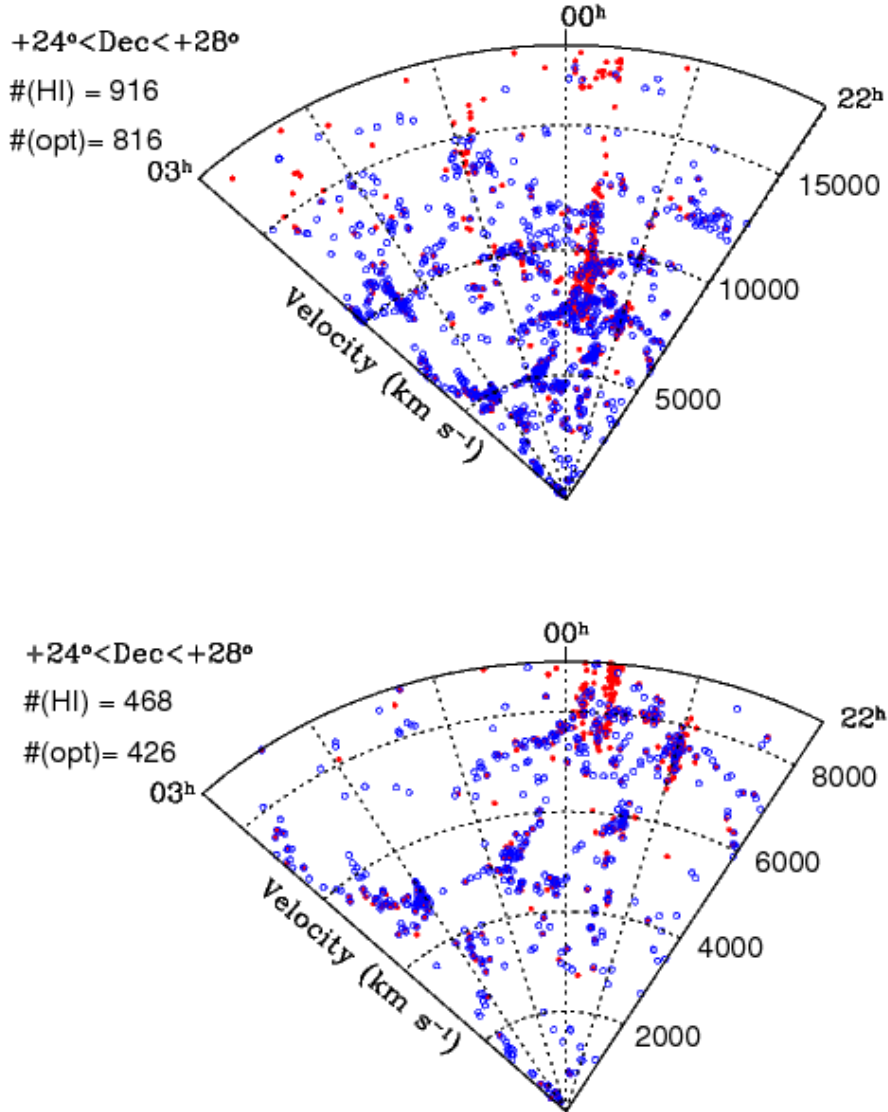 00ʰ
+24°<Dec<+28°
#(HI) = 916
22ʰ
#(opt)= 816
03ʰ
15000
10000
Velocity (km s⁻¹)
5000
00ʰ
+24°<Dec<+28°
#(HI) = 468
22ʰ
#(opt)= 426
8000
03ʰ
6000
Velocity (km s⁻¹)
4000
2000